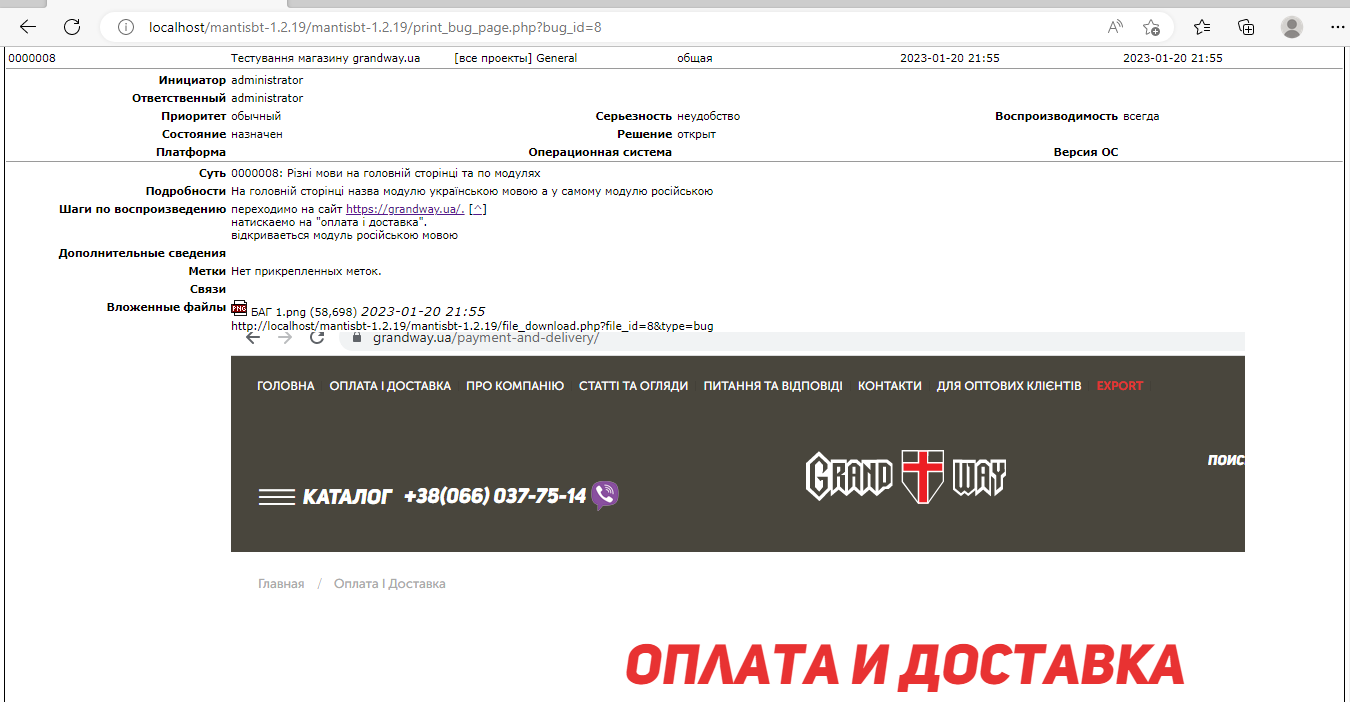 localhost/mantisbt-1.2.19/mantisbt-1.2.19/print_bug_page.php?bug_id=8
0000008 Тестування магазину grandway.ua [все проекты] General общая 2023-01-20 21:55 2023-01-20 21:55
Инициатор administrator
Ответственный administrator
Приоритет обычный Серьезность неудобство Воспроизводимость всегда
Состояние назначен Решение открыт
Платформа Операционная система Версия ОС
Суть 0000008: Різні мови на головній сторінці та по модулях
Подробности На головній сторінці назва модулю українською мовою а у самому модулю російською
Шаги по воспроизведению переходимо на сайт https://grandway.ua/. [^]
натискаемо на "оплата і доставка".
відкриваеться модуль російською мовою
Дополнительные сведения
Метки Нет прикрепленных меток.
Связи
Вложенные файлы PNG БАГ 1.png (58,698) 2023-01-20 21:55
http://localhost/mantisbt-1.2.19/mantisbt-1.2.19/file_download.php?file_id=8&type=bug
grandway.ua/payment-and-delivery/
ГОЛОВНА ОПЛАТА І ДОСТАВКА ПРО КОМПАНІЮ СТАТТІ ТА ОГЛЯДИ ПИТАННЯ ТА ВІДПОВІДІ КОНТАКТИ ДЛЯ ОПТОВИХ КЛІЄНТІВ EXPORT
GRAND WAY
ПОИС
КАТАЛОГ +38(066) 037-75-14
Главная / Оплата І Доставка
ОПЛАТА И ДОСТАВКА